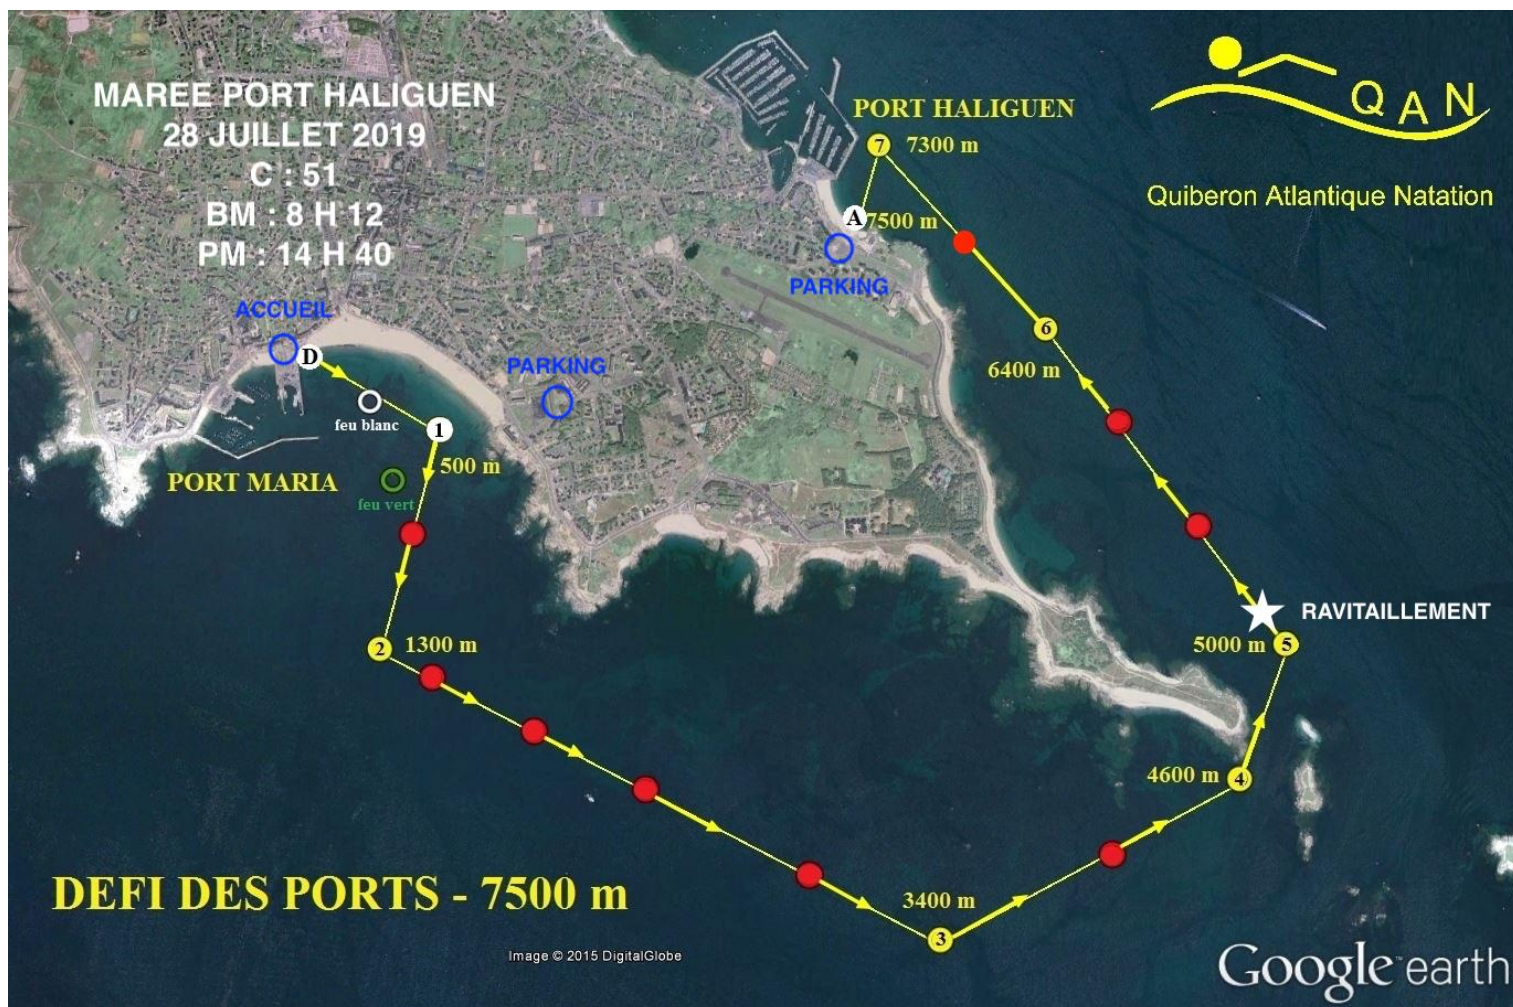 MAREE PORT HALIGUEN
28 JUILLET 2019
C : 51
BM : 8 H 12
PM : 14 H 40
QAN
Quiberon Atlantique Natation
PORT HALIGUEN
7
7300 m
A
7500 m
PARKING
ACCUEIL
D
PARKING
6
6400 m
feu blanc
1
500 m
PORT MARIA
feu vert
2
1300 m
RAVITAILLEMENT
5000 m
5
4600 m
4
3400 m
3
DEFI DES PORTS - 7500 m
Image © 2015 DigitalGlobe
Google earth